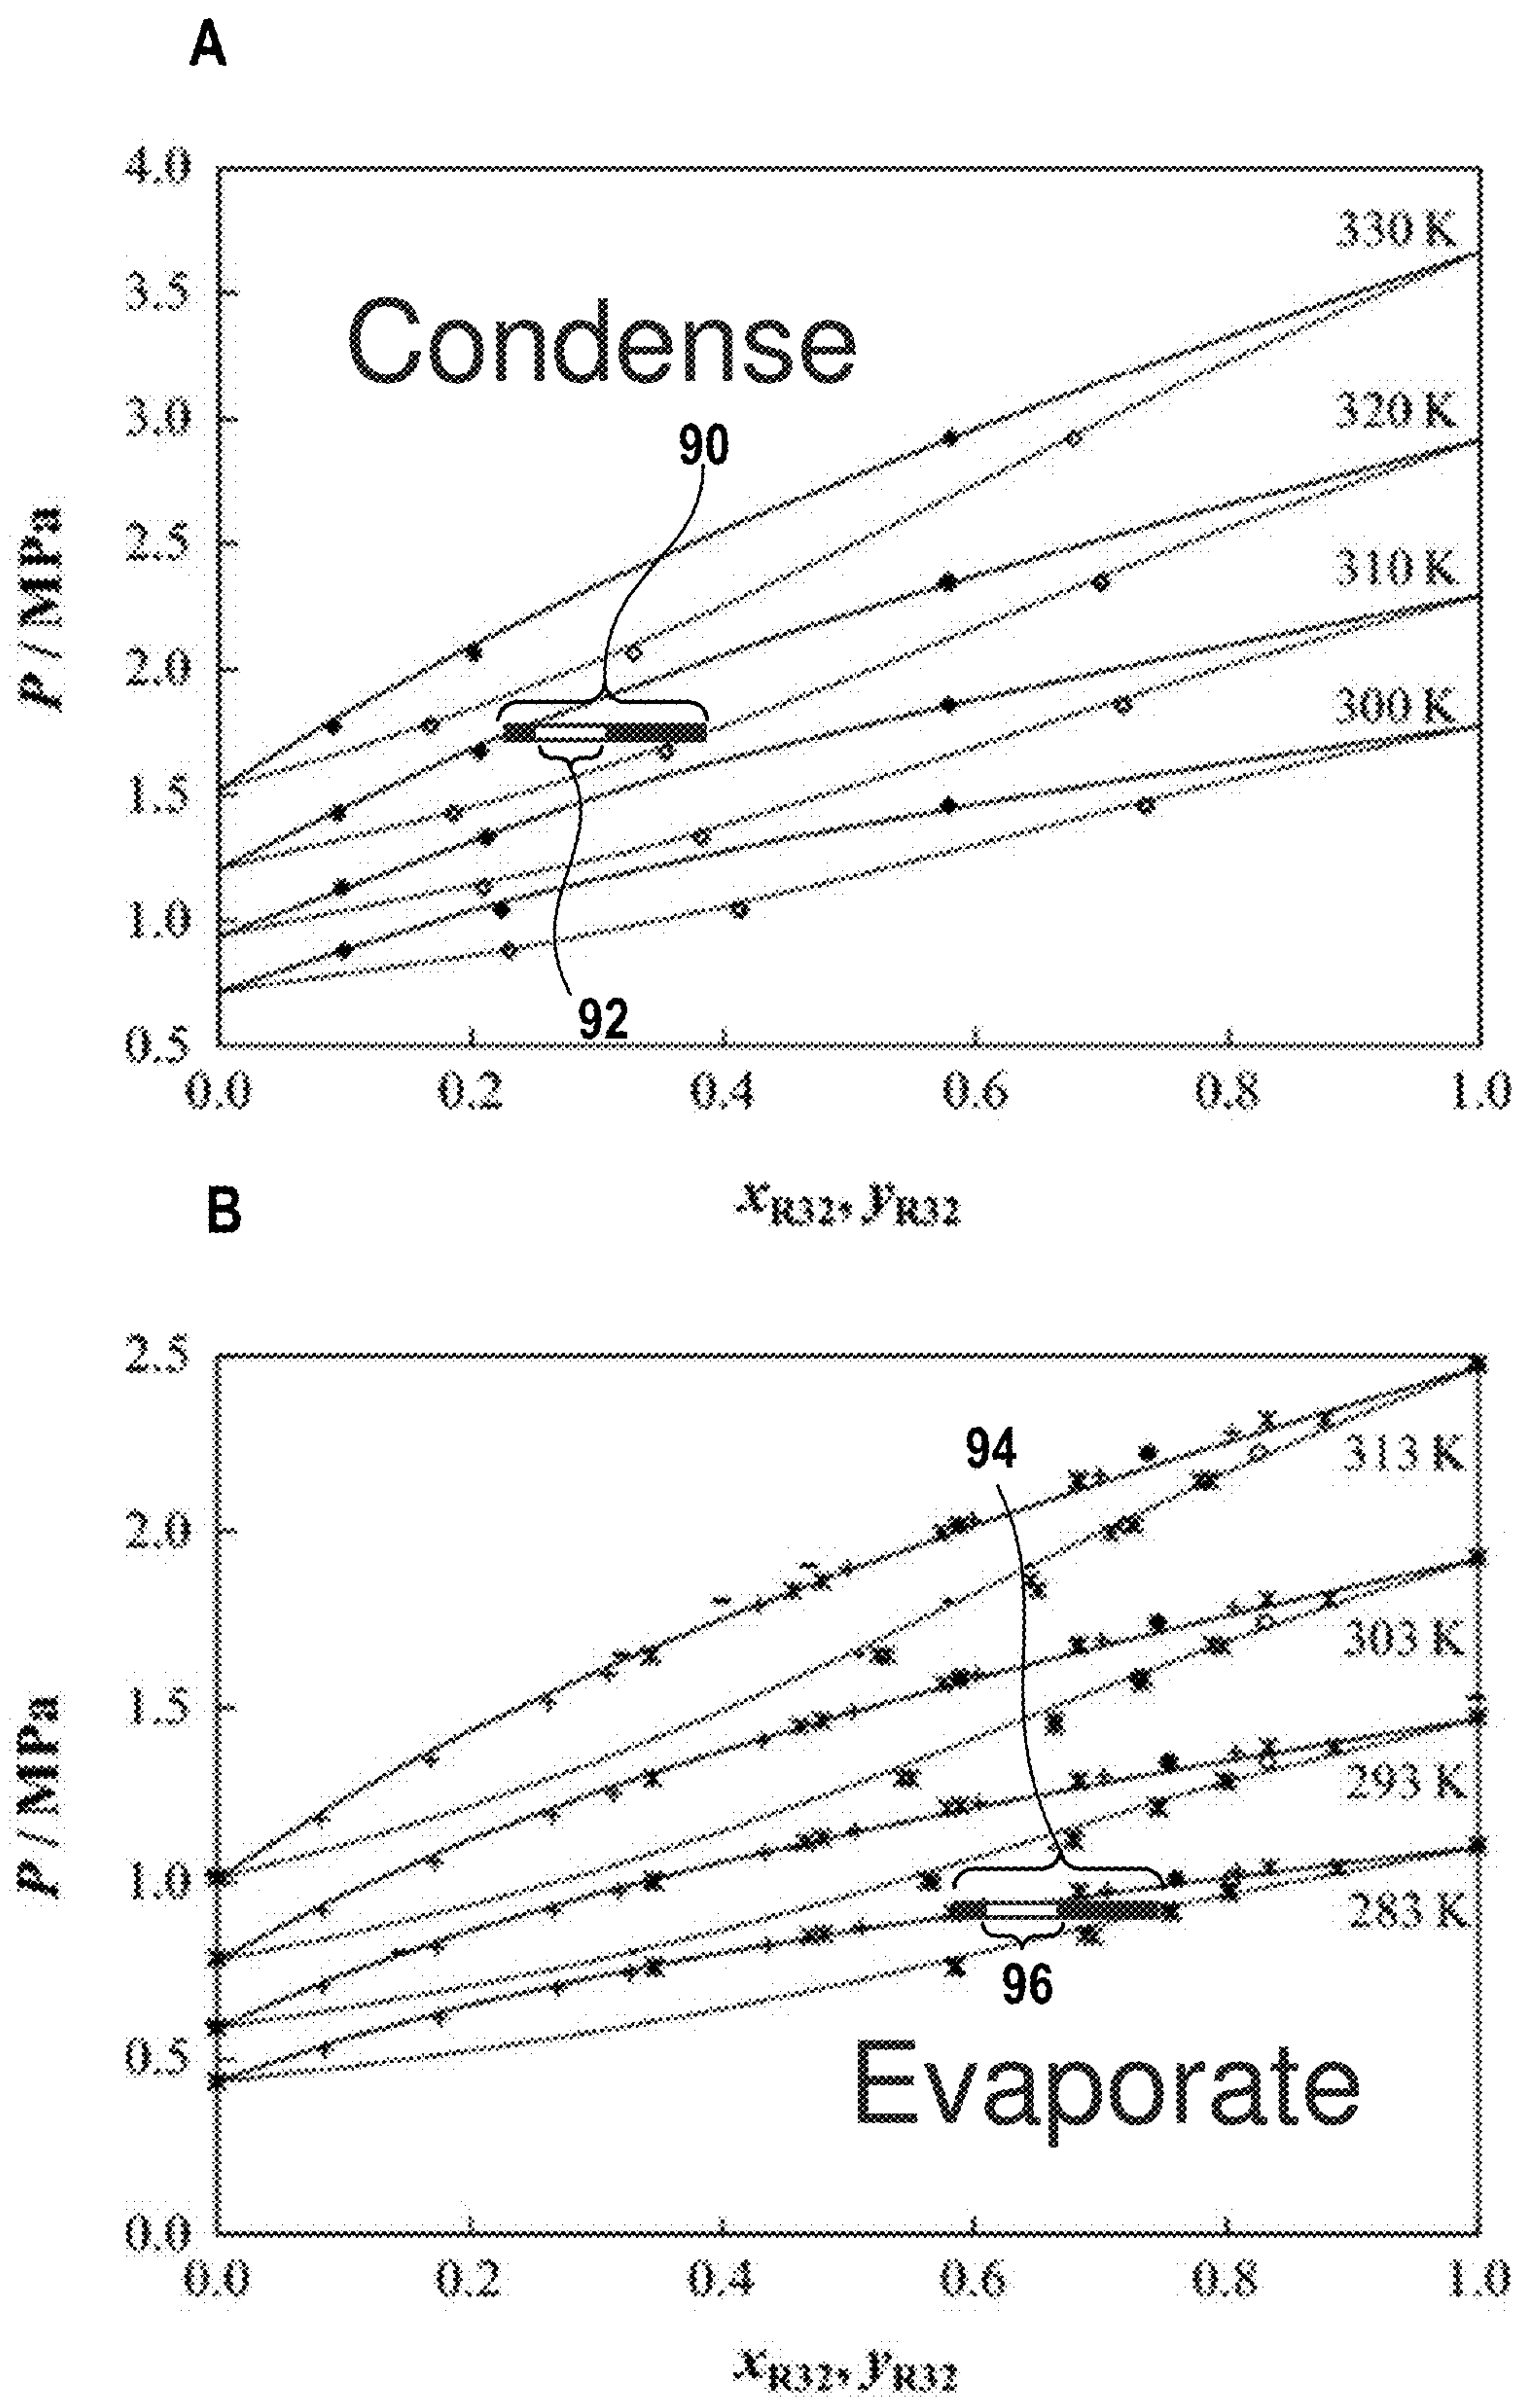 A
4.0
330 K
3.5
Condense
3.0
320 K
90
2.5
310 K
P / MPa
2.0
300 K
1.5
1.0
92
0.5
0.0 0.2 0.4 0.6 0.8 1.0
xR32, yR32
B
2.5
94
313 K
2.0
303 K
1.5
P / MPa
293 K
1.0
283 K
96
0.5
Evaporate
0.0
0.0 0.2 0.4 0.6 0.8 1.0
xR32, yR32